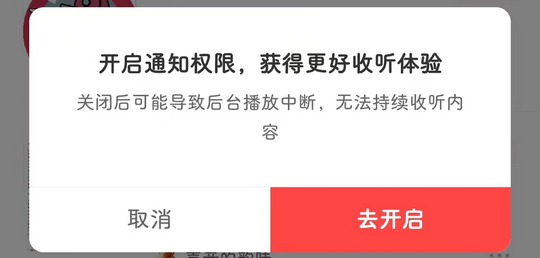 开启通知权限，获得更好收听体验
关闭后可能导致后台播放中断，无法持续收听内
容
取消
去开启